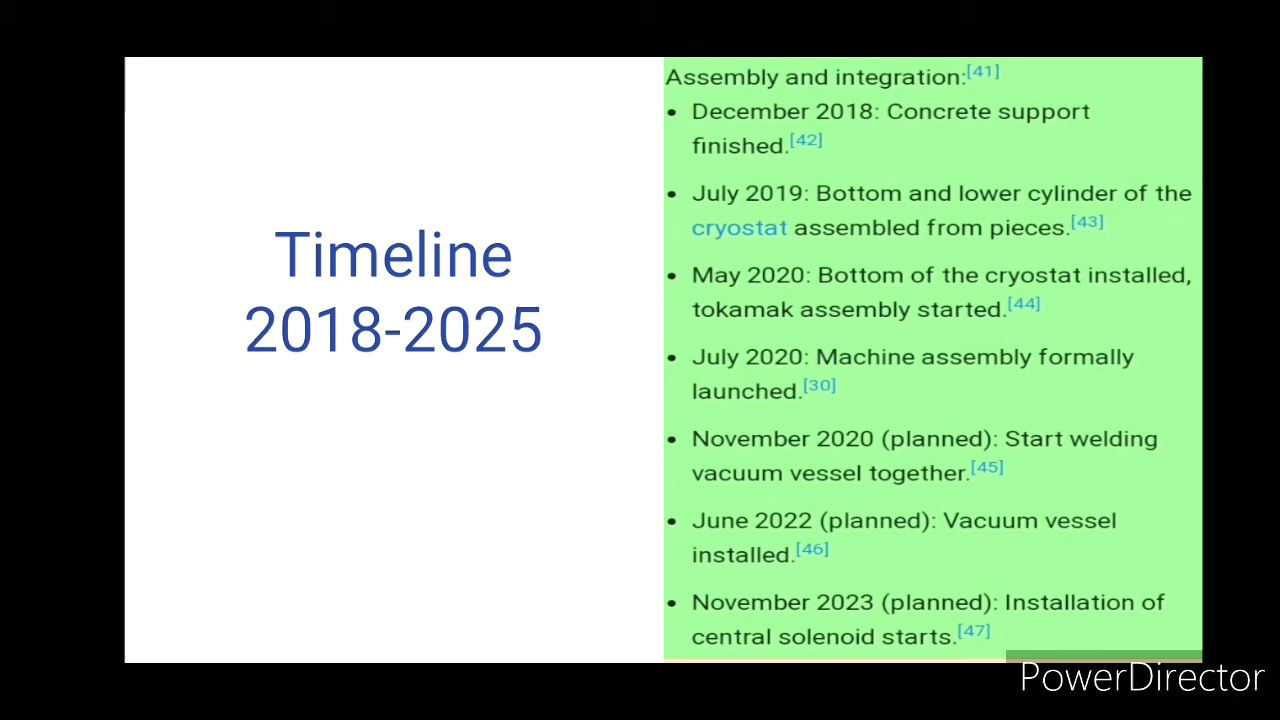 Timeline
2018-2025
Assembly and integration:[41]
• December 2018: Concrete support
finished.[42]
• July 2019: Bottom and lower cylinder of the
cryostat assembled from pieces.[43]
• May 2020: Bottom of the cryostat installed,
tokamak assembly started.[44]
• July 2020: Machine assembly formally
launched.[30]
• November 2020 (planned): Start welding
vacuum vessel together.[45]
• June 2022 (planned): Vacuum vessel
installed.[46]
• November 2023 (planned): Installation of
central solenoid starts.[47]
PowerDirector